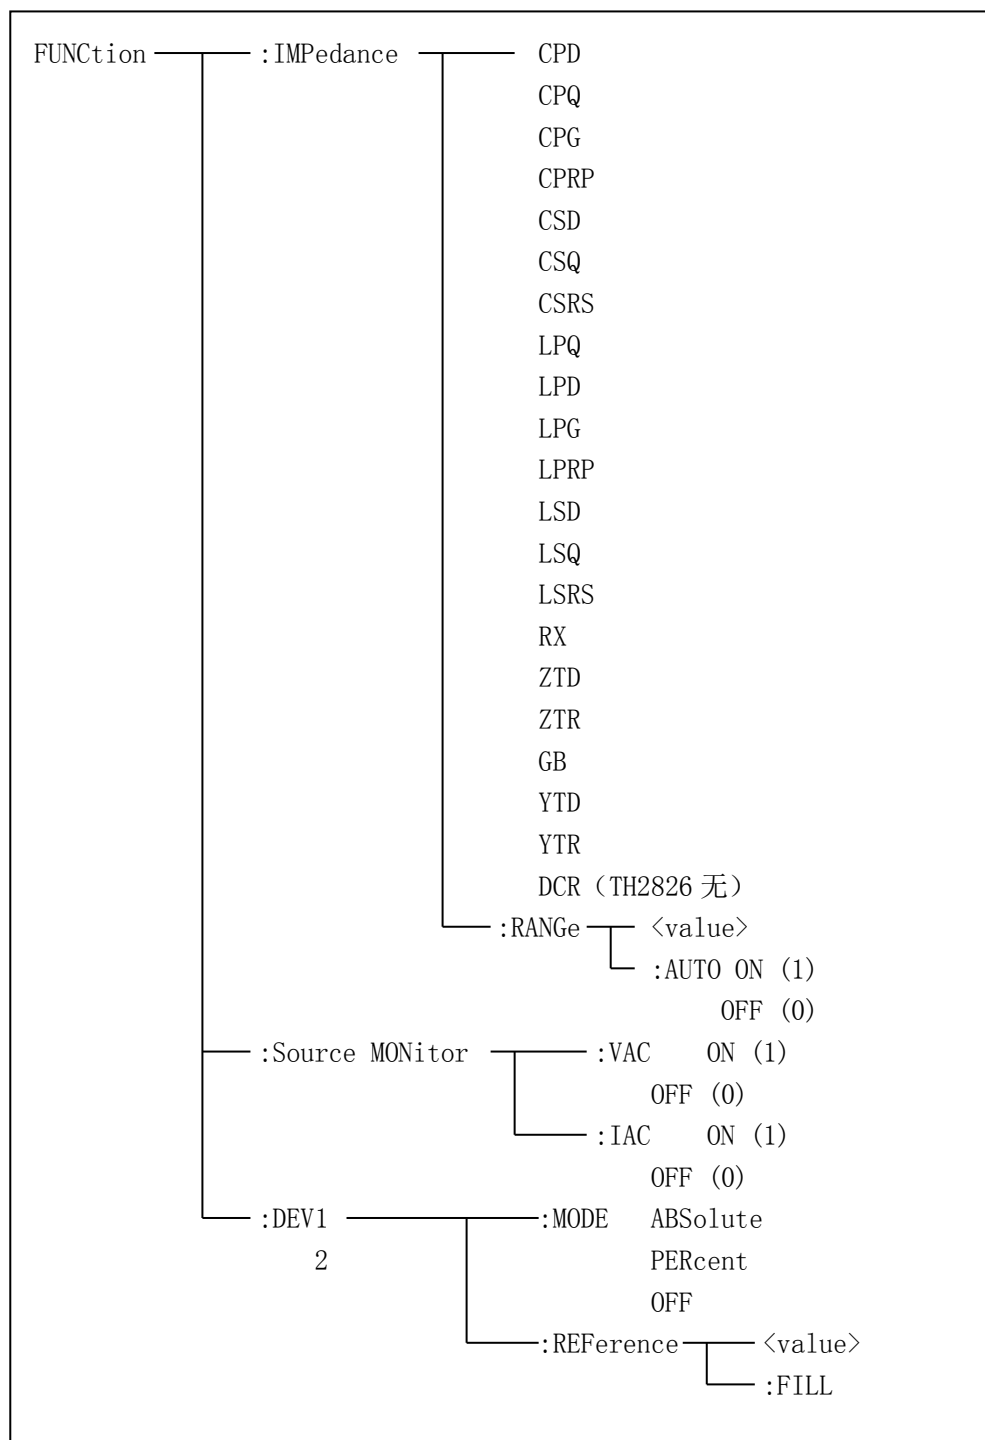 FUNCtion :IMPedance CPD
CPQ
CPG
CPRP
CSD
CSQ
CSRS
LPQ
LPD
LPG
LPRP
LSD
LSQ
LSRS
RX
ZTD
ZTR
GB
YTD
YTR
DCR（TH2826 无）
:RANGe <value>
:AUTO ON (1)
OFF (0)
:Source MONitor :VAC ON (1)
OFF (0)
:IAC ON (1)
OFF (0)
:DEV1 :MODE ABSolute
2 PERcent
OFF
:REFerence <value>
:FILL